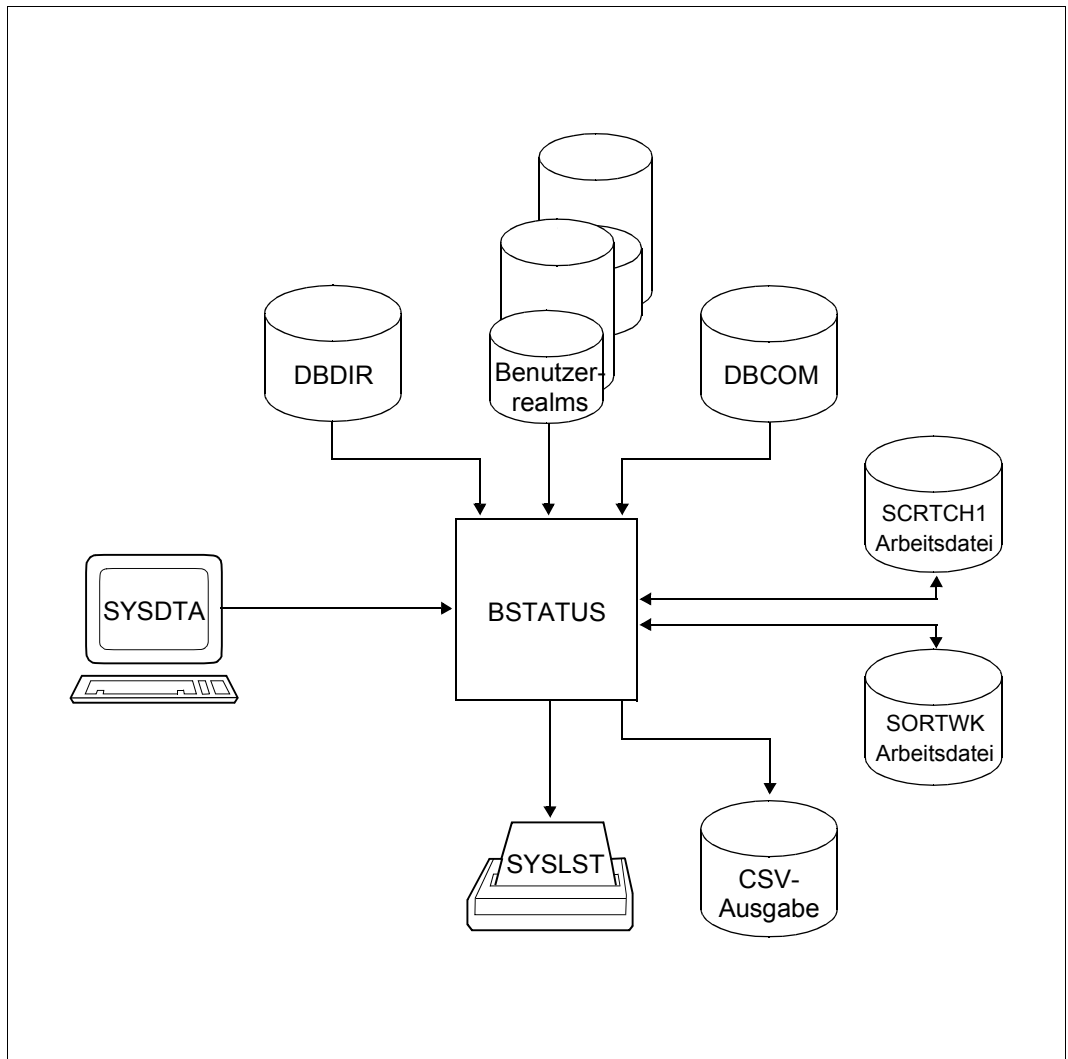 DBDIR
Benutzer-
realms
DBCOM
SCRTCH1
Arbeitsdatei
SYSDTA
BSTATUS
SORTWK
Arbeitsdatei
SYSLST
CSV-
Ausgabe